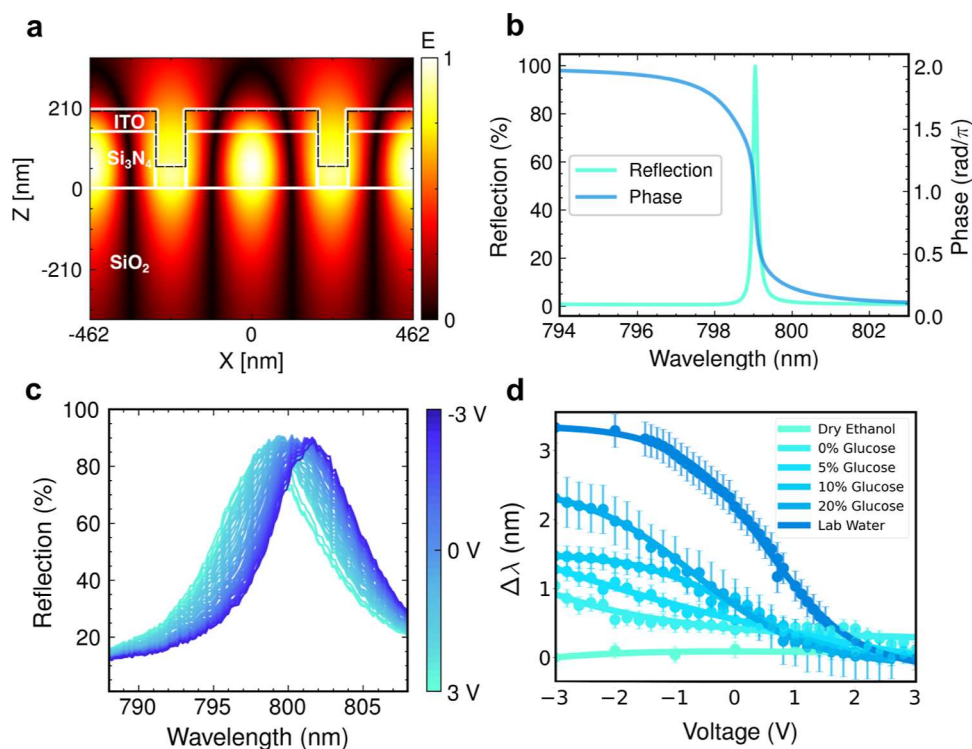 a
E
1
0
210
0
-210
Z [nm]
ITO
Si₃N₄
SiO₂
-462
0
462
X [nm]
b
100
80
60
40
20
0
Reflection (%)
Reflection
Phase
2.0
1.5
1.0
0.5
0.0
Phase (rad/π)
794
796
798
800
802
Wavelength (nm)
c
100
80
60
40
20
Reflection (%)
790
795
800
805
Wavelength (nm)
-3 V
0 V
3 V
d
3
2
1
0
Δλ (nm)
Dry Ethanol
0% Glucose
5% Glucose
10% Glucose
20% Glucose
Lab Water
−3
−2
−1
0
1
2
3
Voltage (V)